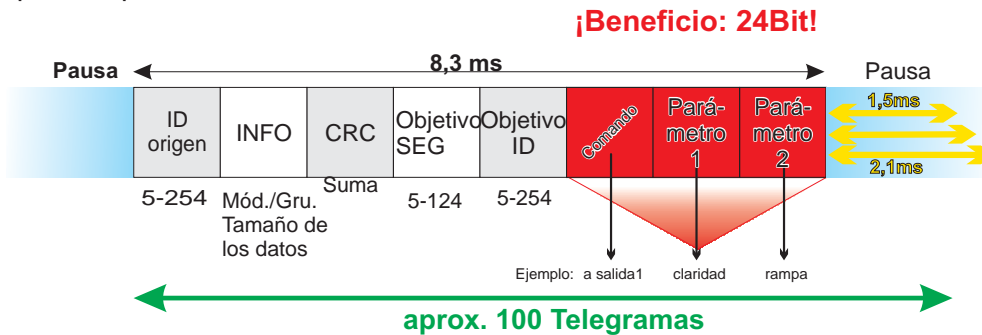 ¡Beneficio: 24Bit!
Pausa
8,3 ms
Pausa
ID
origen
INFO
CRC
Objetivo
SEG
Objetivo
ID
Comando
Pará-
metro
1
Pará-
metro
2
1,5ms
2,1ms
5-254
Mód./Gru.
Tamaño de
los datos
Suma
5-124
5-254
Ejemplo: a salida1
claridad
rampa
aprox. 100 Telegramas